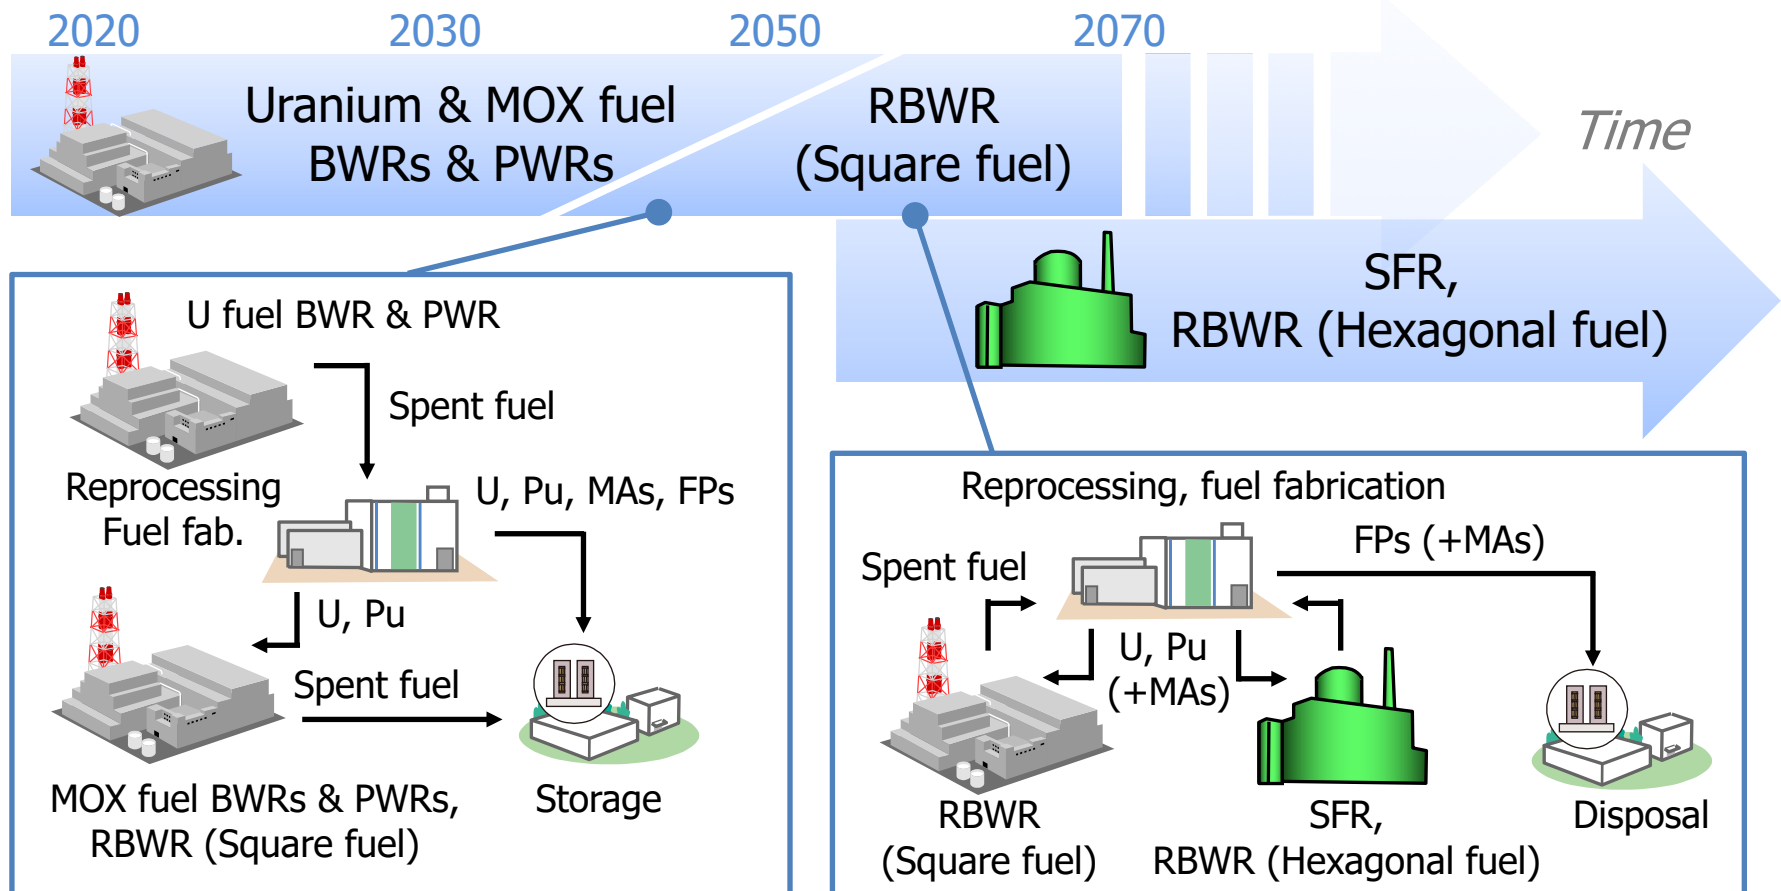 2020
2030
2050
2070
Uranium & MOX fuel
BWRs & PWRs
RBWR
(Square fuel)
Time
SFR,
RBWR (Hexagonal fuel)
U fuel BWR & PWR
Spent fuel
Reprocessing
Fuel fab.
U, Pu, MAs, FPs
U, Pu
Spent fuel
MOX fuel BWRs & PWRs,
RBWR (Square fuel)
Storage
Reprocessing, fuel fabrication
FPs (+MAs)
Spent fuel
U, Pu
(+MAs)
RBWR
(Square fuel)
SFR,
RBWR (Hexagonal fuel)
Disposal